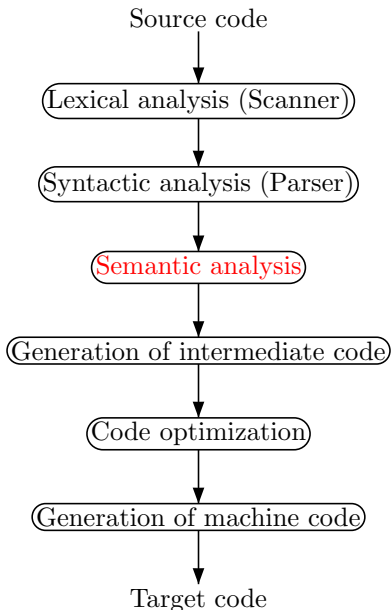 Source code
Lexical analysis (Scanner)
Syntactic analysis (Parser)
Semantic analysis
Generation of intermediate code
Code optimization
Generation of machine code
Target code